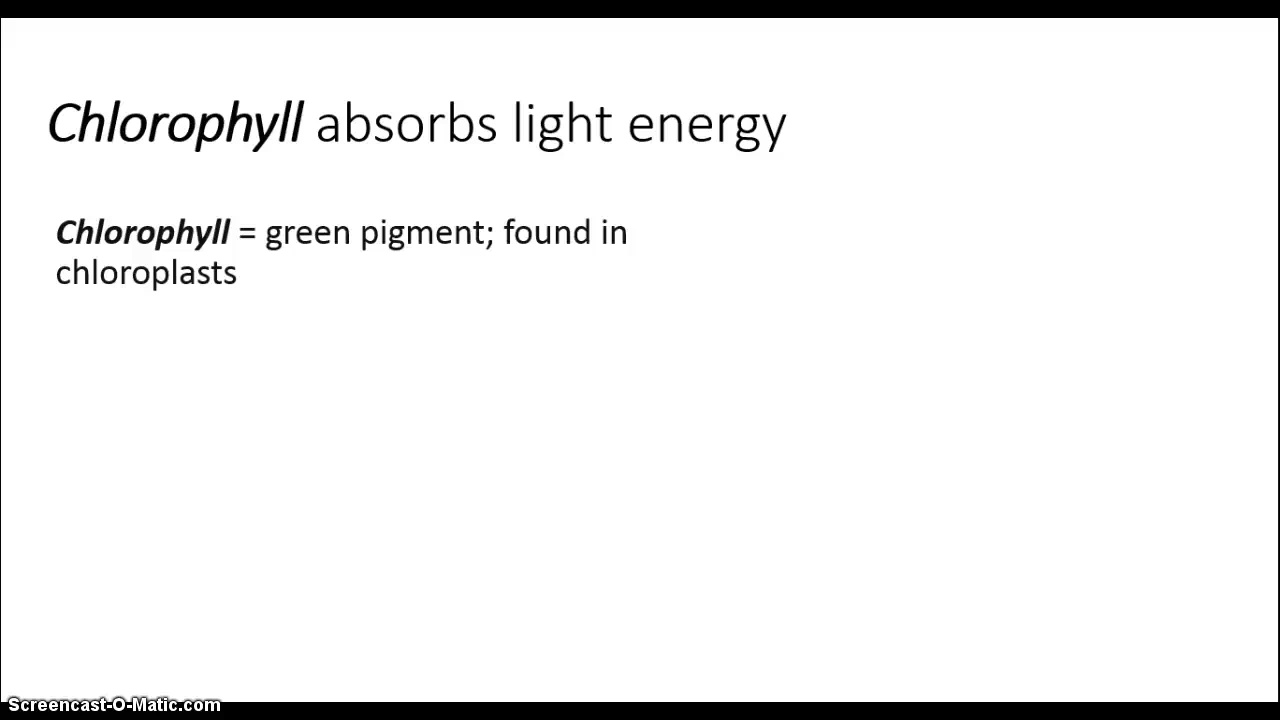 Chlorophyll absorbs light energy
Chlorophyll = green pigment; found in
chloroplasts
Screencast-O-Matic.com